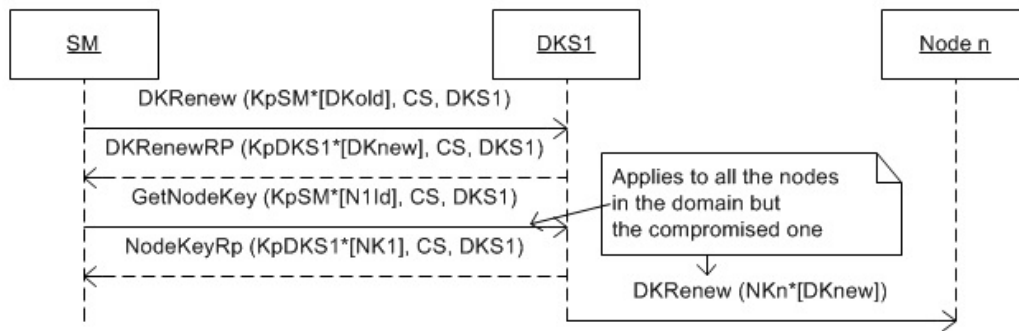 SM
DKS1
Node n
DKRenew (KpSM*[DKold], CS, DKS1)
DKRenewRP (KpDKS1*[DKnew], CS, DKS1)
GetNodeKey (KpSM*[N1Id], CS, DKS1)
NodeKeyRp (KpDKS1*[NK1], CS, DKS1)
Applies to all the nodes
in the domain but
the compromised one
DKRenew (NKn*[DKnew])